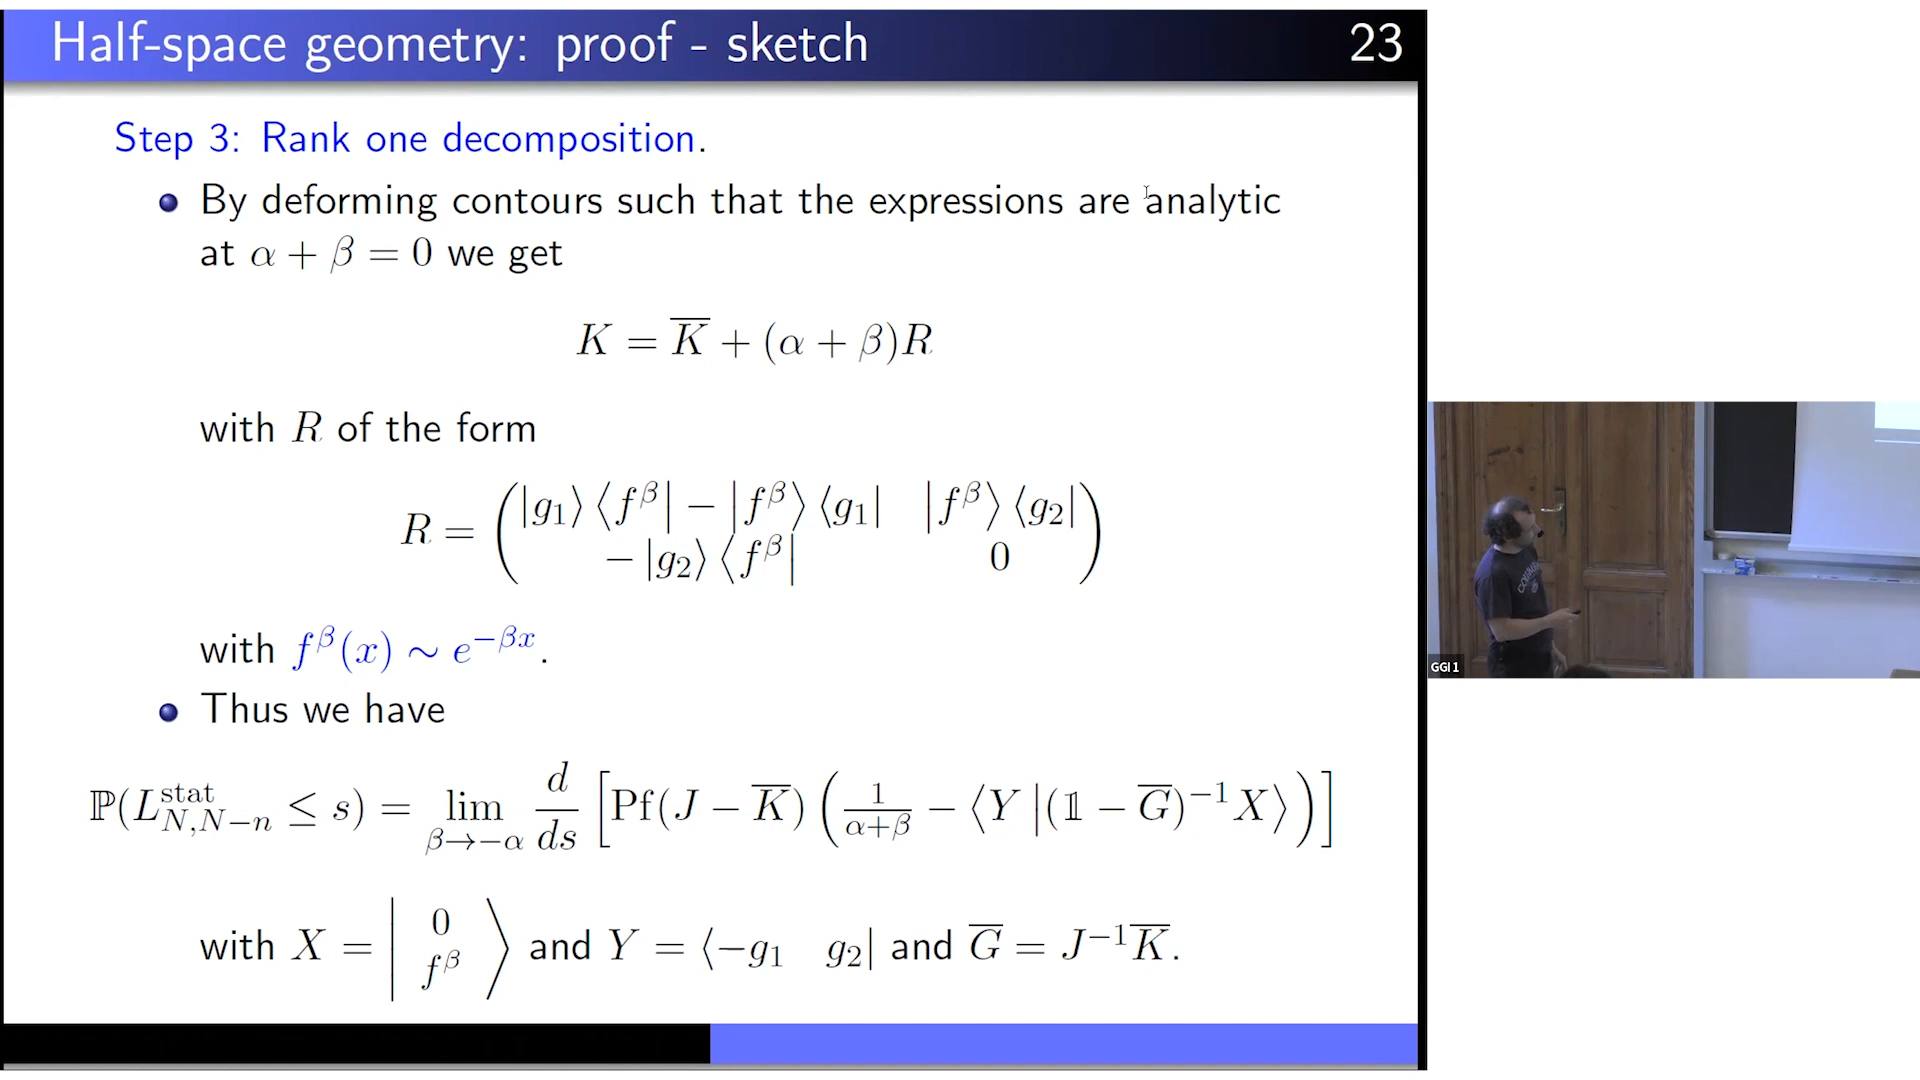 Half-space geometry: proof - sketch 23
Step 3: Rank one decomposition.
By deforming contours such that the expressions are analytic
at α + β = 0 we get
K = K̅ + (α + β)R
with R of the form
R = ( |g₁⟩ ⟨f^β| − |f^β⟩ ⟨g₁|   |f^β⟩ ⟨g₂|
− |g₂⟩ ⟨f^β|   0 )
with f^β(x) ∼ e^{−βx}.
Thus we have
ℙ(L^{stat}_{N,N−n} ≤ s) = lim_{β→−α} d/ds [ Pf(J − K̅) ( 1/(α+β) − ⟨Y |(𝟙 − G̅)^{−1} X⟩ ) ]
with X = | 0 f^β ⟩ and Y = ⟨−g₁ g₂| and G̅ = J^{−1}K̅.
GGI 1